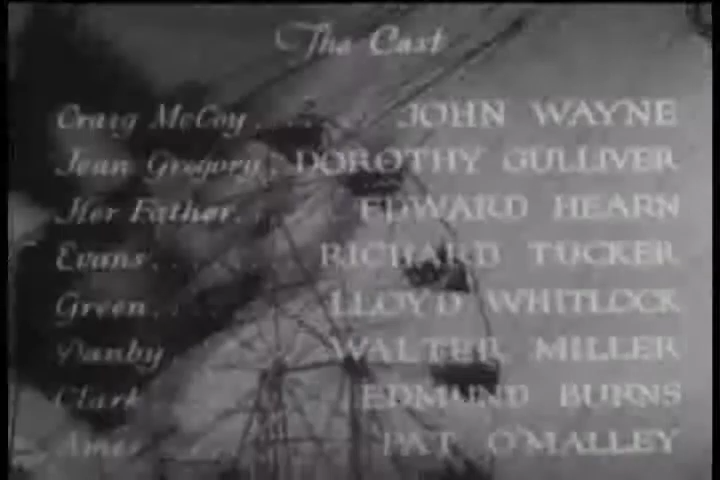 The Cast
Craig McCoy.... JOHN WAYNE
Jean Gregory. DOROTHY GULLIVER
Her Father.... EDWARD HEARN
Evans........ RICHARD TUCKER
Green..... LLOYD WHITLOCK
Danby WALTER MILLER
Clark EDMUND BURNS
PAT O'MALLEY